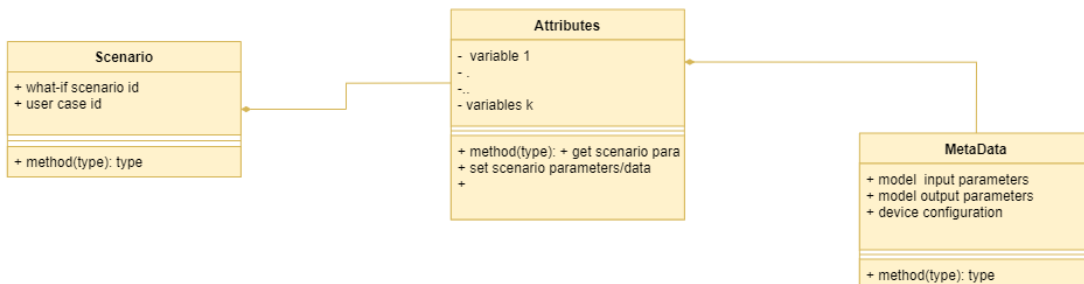 Scenario
+ what-if scenario id
+ user case id
+ method(type): type
Attributes
- variable 1
- .
-..
- variables k
+ method(type): + get scenario para
+ set scenario parameters/data
+
MetaData
+ model input parameters
+ model output parameters
+ device configuration
+ method(type): type